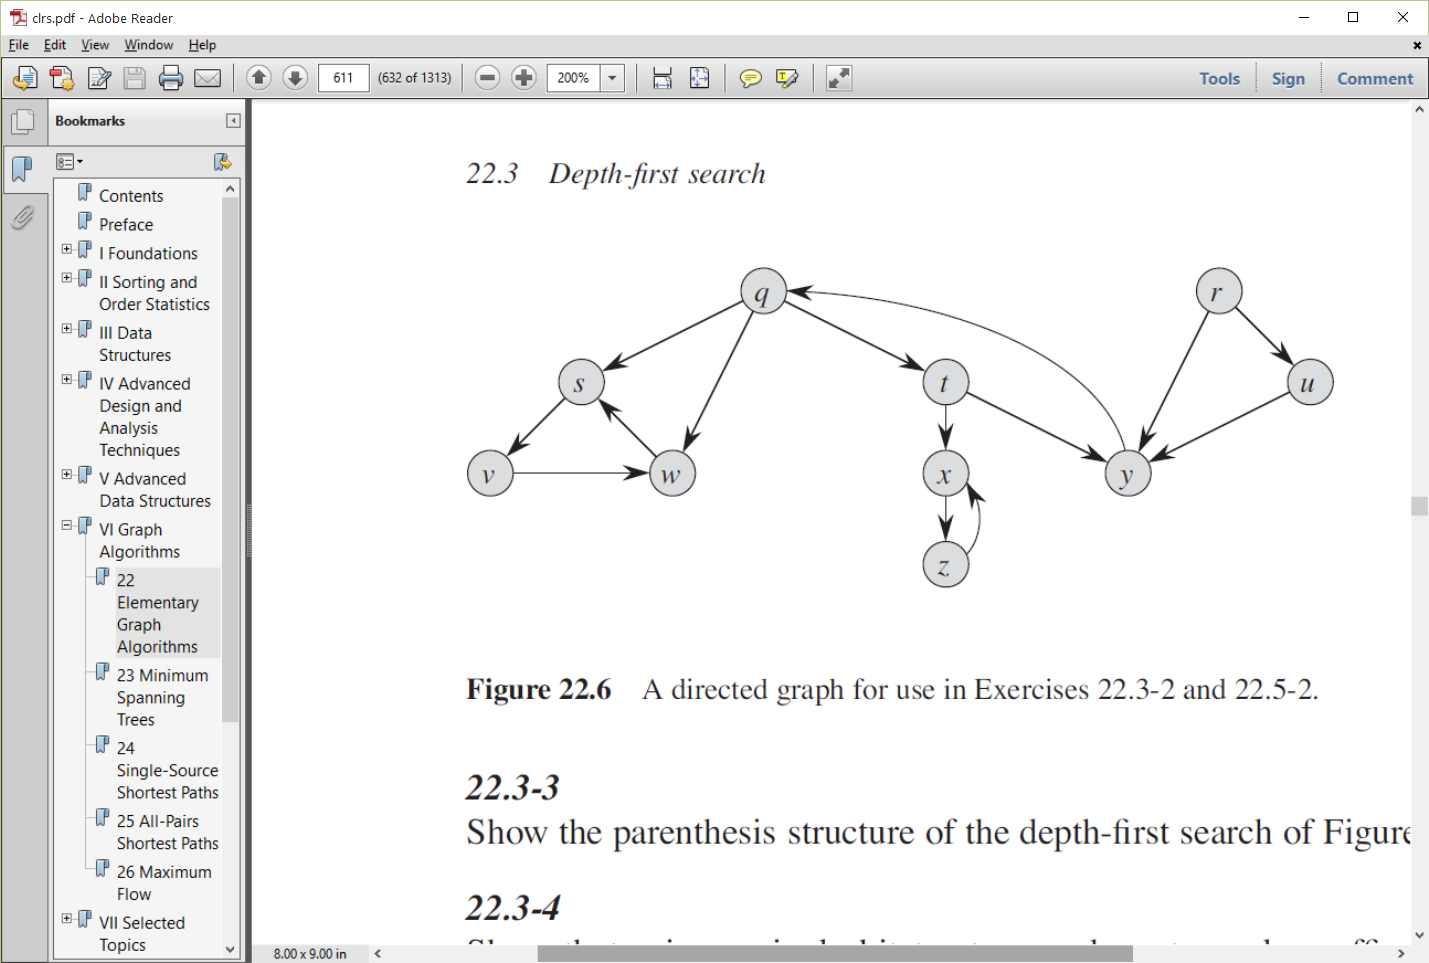 clrs.pdf - Adobe Reader
File Edit View Window Help
611 (632 of 1313) 200% Tools Sign Comment
Bookmarks
Contents
Preface
I Foundations
II Sorting and
Order Statistics
III Data
Structures
IV Advanced
Design and
Analysis
Techniques
V Advanced
Data Structures
VI Graph
Algorithms
22
Elementary
Graph
Algorithms
23 Minimum
Spanning
Trees
24
Single-Source
Shortest Paths
25 All-Pairs
Shortest Paths
26 Maximum
Flow
VII Selected
Topics
22.3 Depth-first search
q r
s t u
v w x y
z
Figure 22.6 A directed graph for use in Exercises 22.3-2 and 22.5-2.
22.3-3
Show the parenthesis structure of the depth-first search of Figure
22.3-4
8.00 x 9.00 in